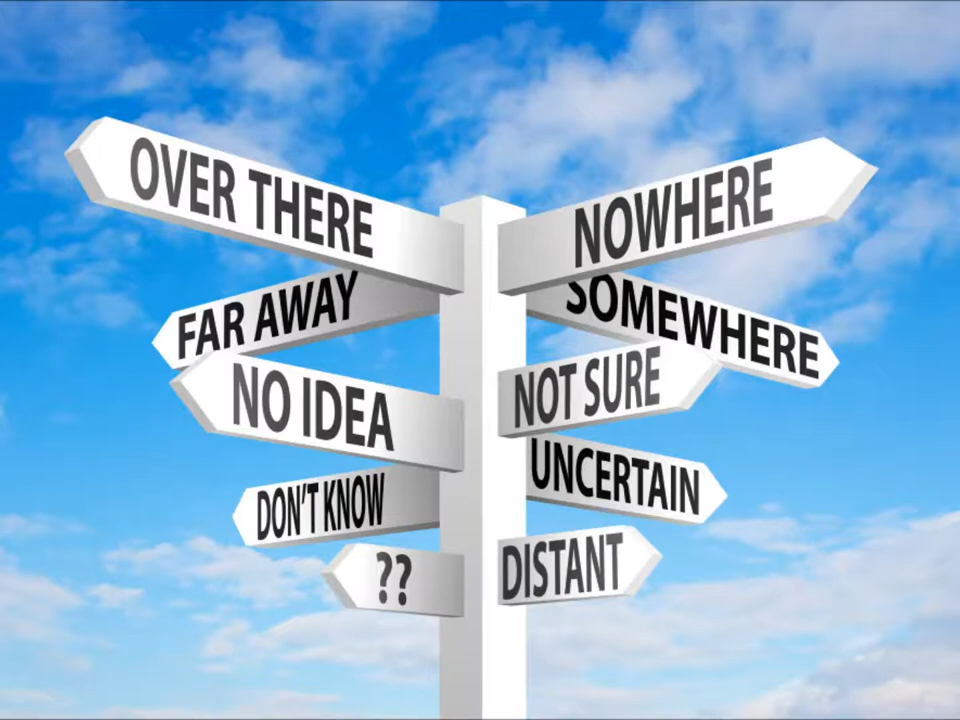 OVER THERE
NOWHERE
FAR AWAY
SOMEWHERE
NO IDEA
NOT SURE
DON'T KNOW
UNCERTAIN
??
DISTANT